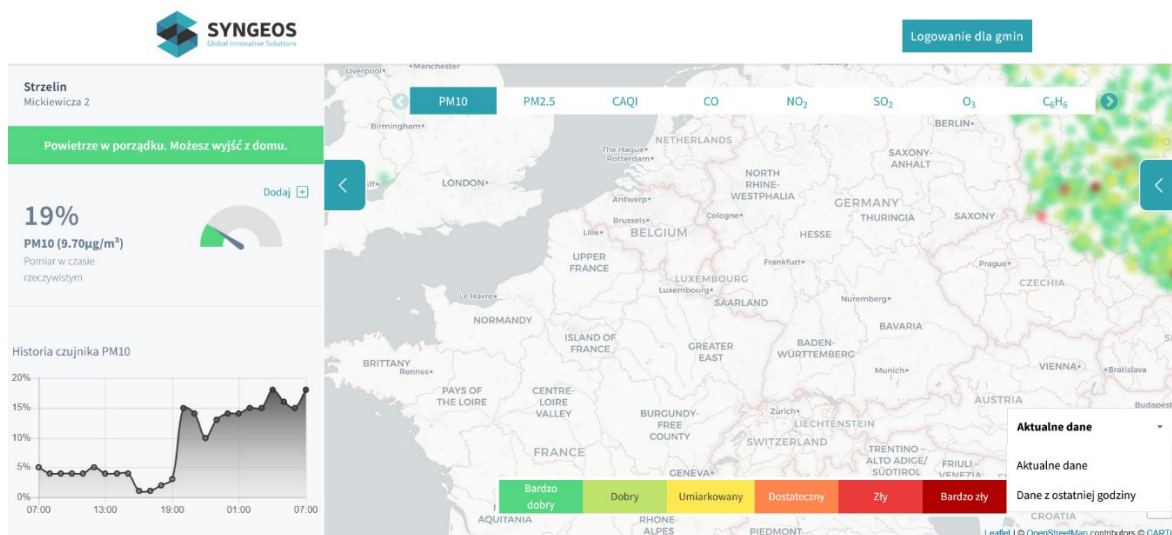 SYNGEOS
Global Innovative Solutions
Logowanie dla gmin
Strzelin
Mickiewicza 2
Powietrze w porządku. Możesz wyjść z domu.
Dodaj
19%
PM10 (9.70µg/m³)
Pomiar w czasie
rzeczywistym
Historia czujnika PM10
20%
15%
10%
5%
0%
07:00 13:00 19:00 01:00 07:00
PM10 PM2.5 CAQI CO NO₂ SO₂ O₃ C₆H₆
Liverpool
Manchester
Birmingham
LONDON
The Hague
Rotterdam
NETHERLANDS
BERLIN
SAXONY-
ANHALT
NORTH
RHINE-
WESTPHALIA
Antwerp
Brussels
Lille
BELGIUM
Cologne
GERMANY
THURINGIA
SAXONY
HESSE
UPPER
FRANCE
Frankfurt
Prague
LUXEMBOURG
Luxembourg
SAARLAND
CZECHIA
Le Havre
Nuremberg
NORMANDY
BAVARIA
ISLAND OF
FRANCE
GREATER
EAST
BADEN-
WÜRTTEMBERG
BRITTANY
Rennes
Munich
VIENNA
Bratislava
PAYS OF
THE LOIRE
CENTRE-
LOIRE
VALLEY
AUSTRIA
Budapest
BURGUNDY-
FREE
COUNTY
Zürich
LIECHTENSTEIN
SWITZERLAND
FRANCE
TRENTINO -
ALTO ADIGE/
SÜDTIROL
FRIULI -
VENEZIA
GENEVA
CROATIA
AQUITANIA
RHONE-
ALPES
PIEDMONT
Aktualne dane
Aktualne dane
Dane z ostatniej godziny
Bardzo
dobry
Dobry
Umiarkowany
Dostateczny
Zły
Bardzo zły
Leaflet | © OpenStreetMap contributors © CART